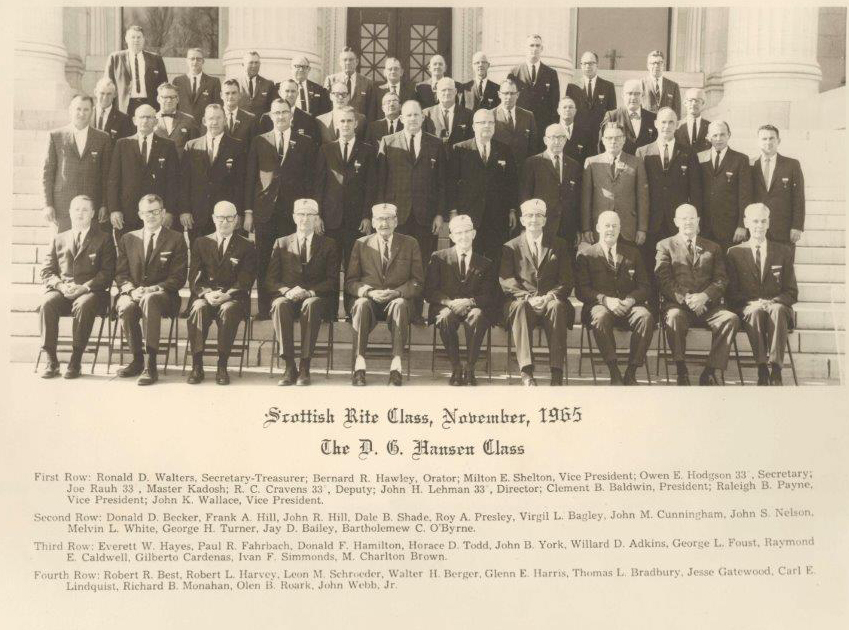 Scottish Rite Class, November, 1965
The D. G. Hansen Class
First Row: Ronald D. Walters, Secretary-Treasurer; Bernard R. Hawley, Orator; Milton E. Shelton, Vice President; Owen E. Hodgson 33°, Secretary;
Joe Rauh 33°, Master Kadosh; R. C. Cravens 33°, Deputy; John H. Lehman 33°, Director; Clement B. Baldwin, President; Raleigh B. Payne,
Vice President; John K. Wallace, Vice President.
Second Row: Donald D. Becker, Frank A. Hill, John R. Hill, Dale B. Shade, Roy A. Presley, Virgil L. Bagley, John M. Cunningham, John S. Nelson,
Melvin L. White, George H. Turner, Jay D. Bailey, Bartholemew C. O'Byrne.
Third Row: Everett W. Hayes, Paul R. Fahrbach, Donald F. Hamilton, Horace D. Todd, John B. York, Willard D. Adkins, George L. Foust, Raymond
E. Caldwell, Gilberto Cardenas, Ivan F. Simmonds, M. Charlton Brown.
Fourth Row: Robert R. Best, Robert L. Harvey, Leon M. Schroeder, Walter H. Berger, Glenn E. Harris, Thomas L. Bradbury, Jesse Gatewood, Carl E.
Lindquist, Richard B. Monahan, Olen B. Roark, John Webb, Jr.